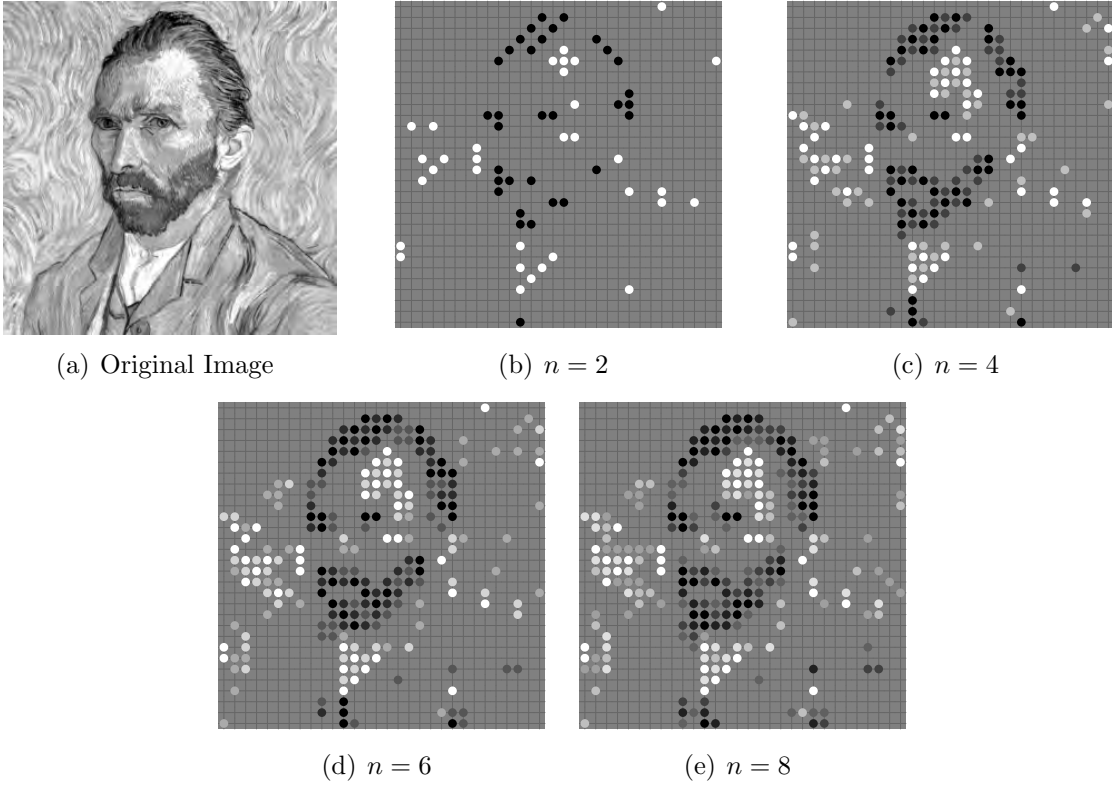 (a) Original Image
(b) n = 2
(c) n = 4
(d) n = 6
(e) n = 8